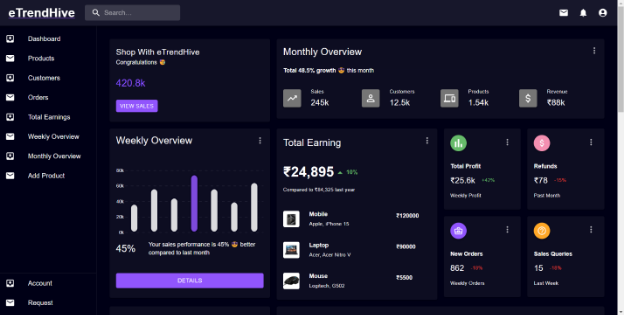 eTrendHive
Search...
Dashboard
Products
Customers
Orders
Total Earnings
Weekly Overview
Monthly Overview
Add Product
Account
Request
Shop With eTrendHive
Congratulations 🥳
420.8k
VIEW SALES
Monthly Overview
Total 48.5% growth 😎 this month
Sales
245k
Customers
12.5k
Products
1.54k
Revenue
₹88k
Weekly Overview
80k
60k
40k
20k
0k
45%
Your sales performance is 45% 😎 better
compared to last month
DETAILS
Total Earning
₹24,895
10%
Compared to ₹84,325 last year
Mobile
Apple, iPhone 15
₹120000
Laptop
Acer, Acer Nitro V
₹90000
Mouse
Logitech, G502
₹5500
Total Profit
₹25.6k +42%
Weekly Profit
Refunds
₹78 -15%
Past Month
New Orders
862
Weekly Orders
Sales Queries
15
Last Week